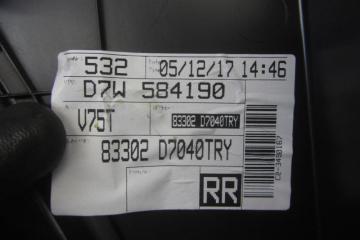 532 05/12/17 14:46
D7W 584190
V75T 83302 D7040TRY
83302 D7040TRY
RR